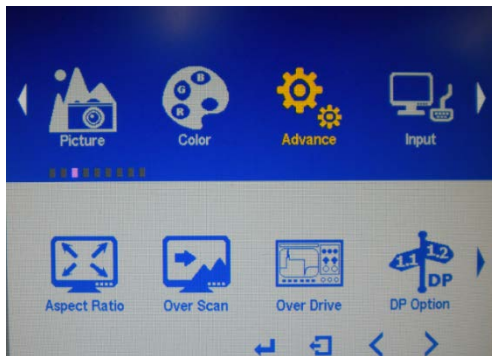 B
G
R
Picture
Color
Advance
Input
1.1
1.2
DP
Aspect Ratio
Over Scan
Over Drive
DP Option